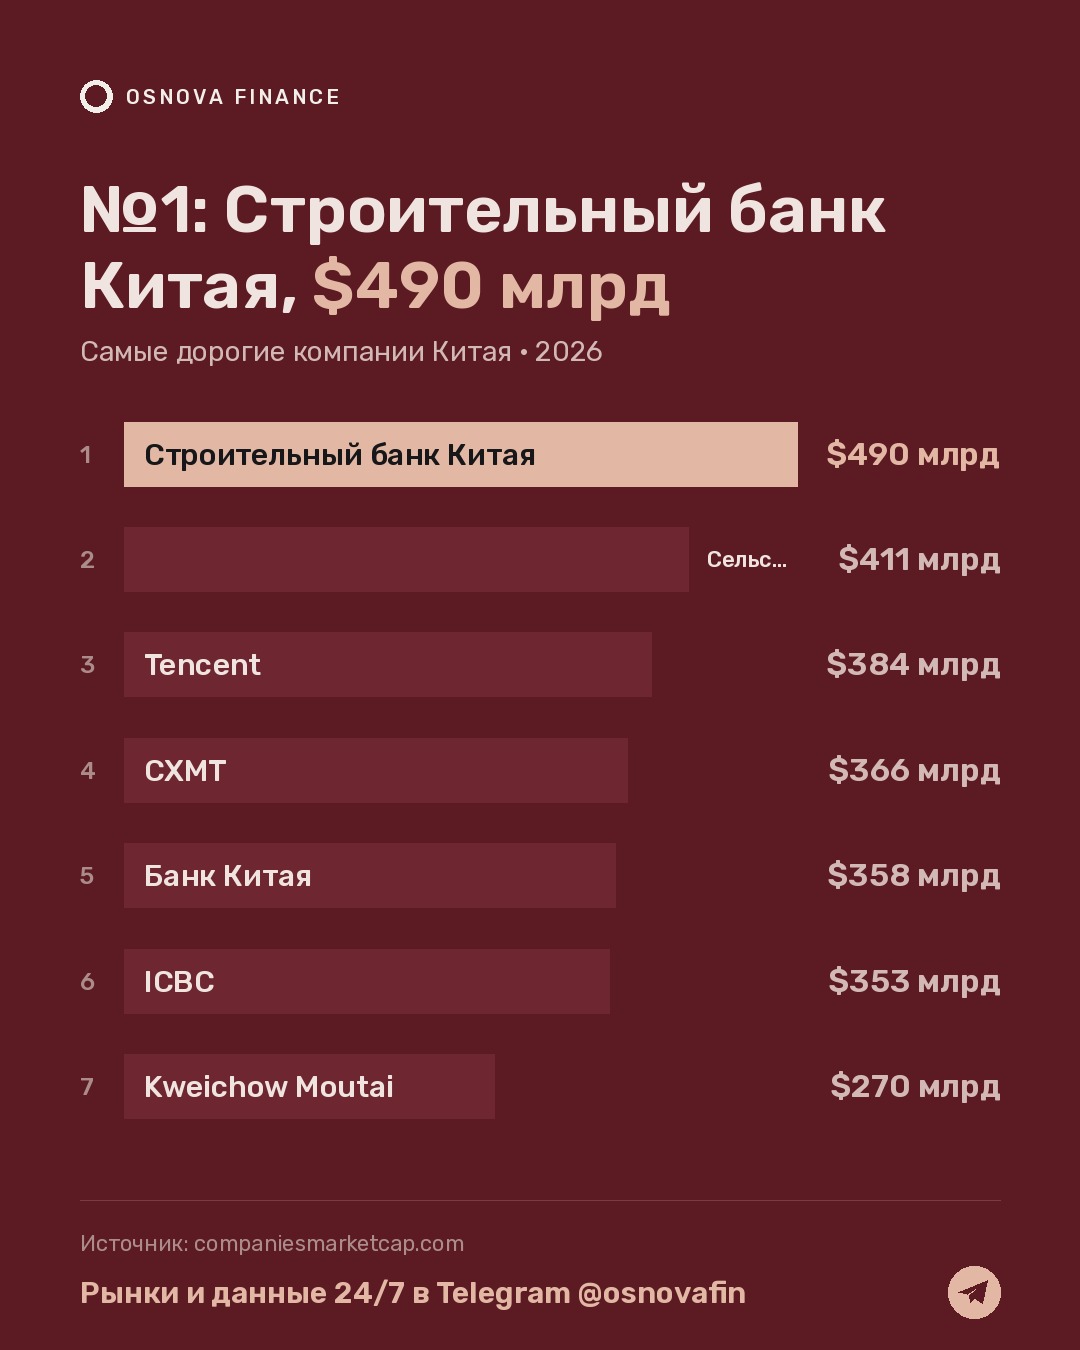 OSNOVA FINANCE
№1: Строительный банк
Китая, $490 млрд
Самые дорогие компании Китая • 2026
1 Строительный банк Китая $490 млрд
2 Сельс... $411 млрд
3 Tencent $384 млрд
4 CXMT $366 млрд
5 Банк Китая $358 млрд
6 ICBC $353 млрд
7 Kweichow Moutai $270 млрд
Источник: companiesmarketcap.com
Рынки и данные 24/7 в Telegram @osnovafin